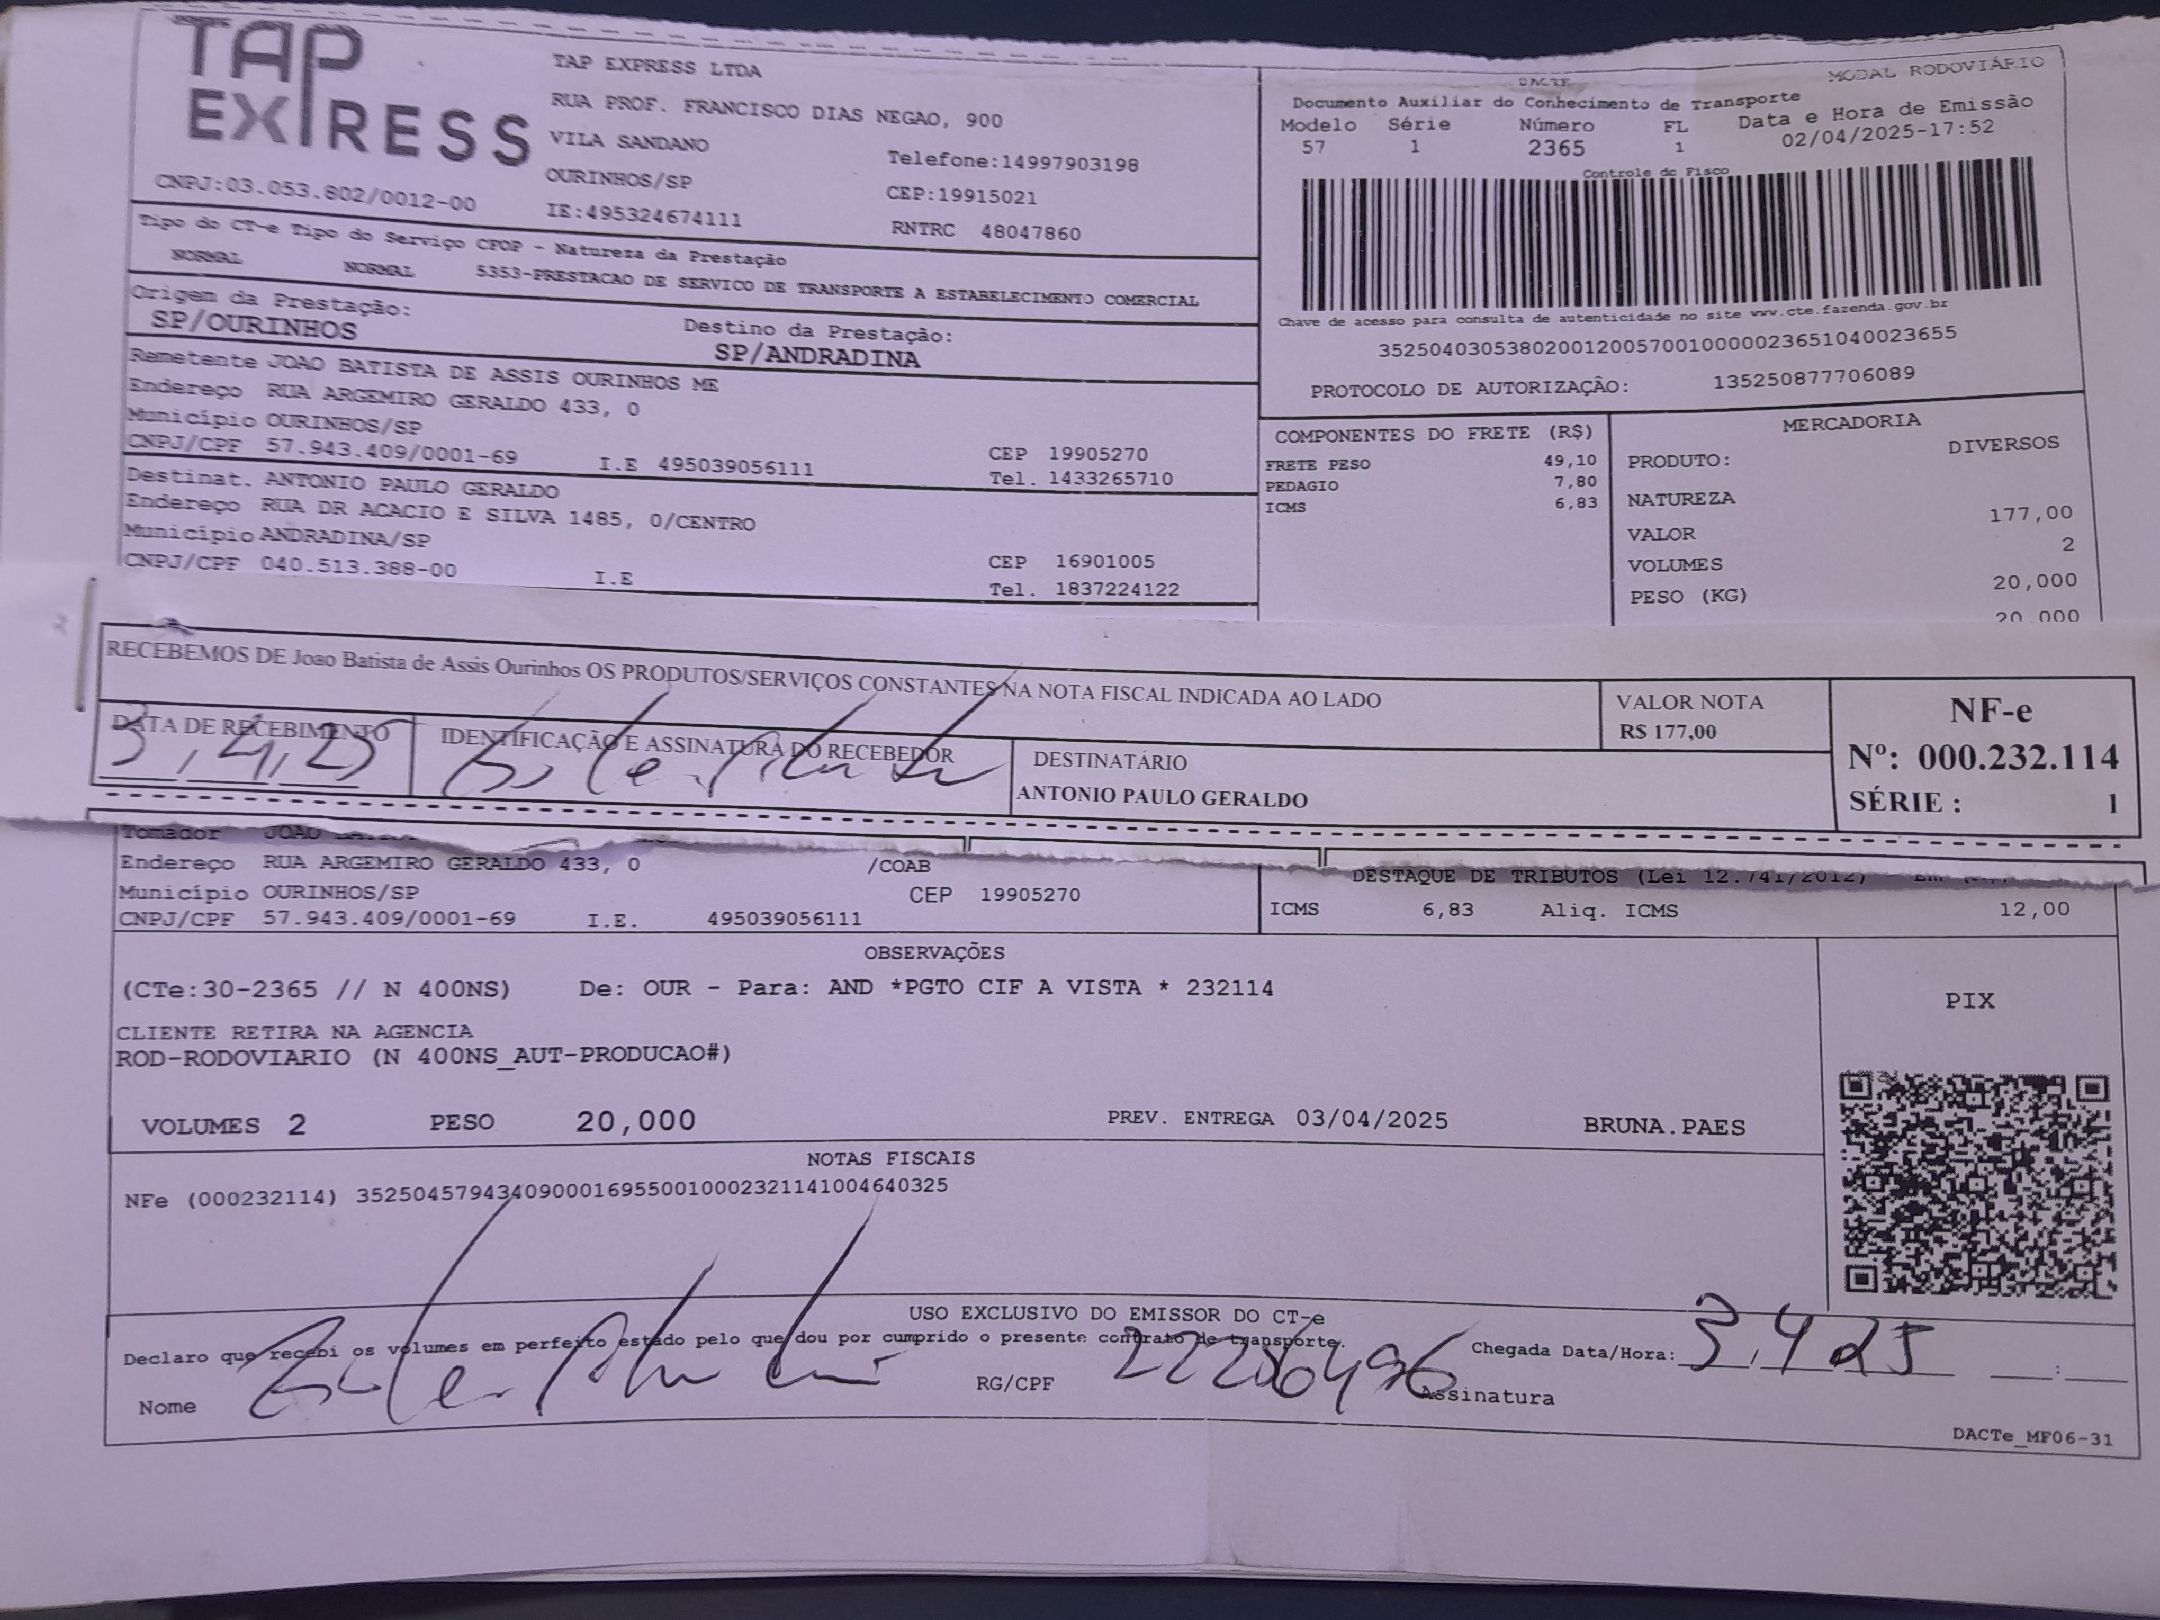 TAP EXPRESS
TAP EXPRESS LTDA
RUA PROF. FRANCISCO DIAS NEGAO, 900
VILA SANDANO
Telefone:14997903198
OURINHOS/SP
CEP:19915021
CNPJ:03.053.802/0012-00
IE:495324674111
RNTRC 48047860
DACTE
MODAL RODOVIÁRIO
Documento Auxiliar do Conhecimento de Transporte
Modelo Série Número FL Data e Hora de Emissão
57 1 2365 1 02/04/2025-17:52
Controle do Fisco
Chave de acesso para consulta de autenticidade no site www.cte.fazenda.gov.br
35250403053802001200570010000023651040023655
PROTOCOLO DE AUTORIZAÇÃO: 135250877706089
Tipo do CT-e Tipo do Serviço CFOP - Natureza da Prestação
NORMAL NORMAL 5353-PRESTACAO DE SERVICO DE TRANSPORTE A ESTABELECIMENTO COMERCIAL
Origem da Prestação: Destino da Prestação:
SP/OURINHOS SP/ANDRADINA
Remetente JOAO BATISTA DE ASSIS OURINHOS ME
Endereço RUA ARGEMIRO GERALDO 433, 0
Município OURINHOS/SP CEP 19905270
CNPJ/CPF 57.943.409/0001-69 I.E 495039056111 Tel. 1433265710
Destinat. ANTONIO PAULO GERALDO
Endereço RUA DR ACACIO E SILVA 1485, 0/CENTRO
Município ANDRADINA/SP CEP 16901005
CNPJ/CPF 040.513.388-00 I.E Tel. 1837224122
COMPONENTES DO FRETE (R$)
FRETE PESO 49,10
PEDAGIO 7,80
ICMS 6,83
MERCADORIA
PRODUTO: DIVERSOS
NATUREZA
VALOR 177,00
VOLUMES 2
PESO (KG) 20,000
20,000
RECEBEMOS DE Joao Batista de Assis Ourinhos OS PRODUTOS/SERVIÇOS CONSTANTES NA NOTA FISCAL INDICADA AO LADO
VALOR NOTA
R$ 177,00
NF-e
Nº: 000.232.114
SÉRIE : 1
DATA DE RECEBIMENTO
3,4,25
IDENTIFICAÇÃO E ASSINATURA DO RECEBEDOR
DESTINATÁRIO
ANTONIO PAULO GERALDO
Tomador JOAO
Endereço RUA ARGEMIRO GERALDO 433, 0 /COAB
Município OURINHOS/SP CEP 19905270
CNPJ/CPF 57.943.409/0001-69 I.E. 495039056111
DESTAQUE DE TRIBUTOS (Lei 12.741/2012)
ICMS 6,83 Aliq. ICMS 12,00
OBSERVAÇÕES
(CTe:30-2365 // N 400NS) De: OUR - Para: AND *PGTO CIF A VISTA * 232114
CLIENTE RETIRA NA AGENCIA
ROD-RODOVIARIO (N 400NS_AUT-PRODUCAO#)
PIX
VOLUMES 2 PESO 20,000 PREV. ENTREGA 03/04/2025 BRUNA.PAES
NOTAS FISCAIS
NFe (000232114) 35250457943409000169550010002321141004640325
USO EXCLUSIVO DO EMISSOR DO CT-e
Declaro que recebi os volumes em perfeito estado pelo que dou por cumprido o presente contrato de transporte.
Chegada Data/Hora: 3,4 25 :
Nome RG/CPF Assinatura
DACTe_MF06-31